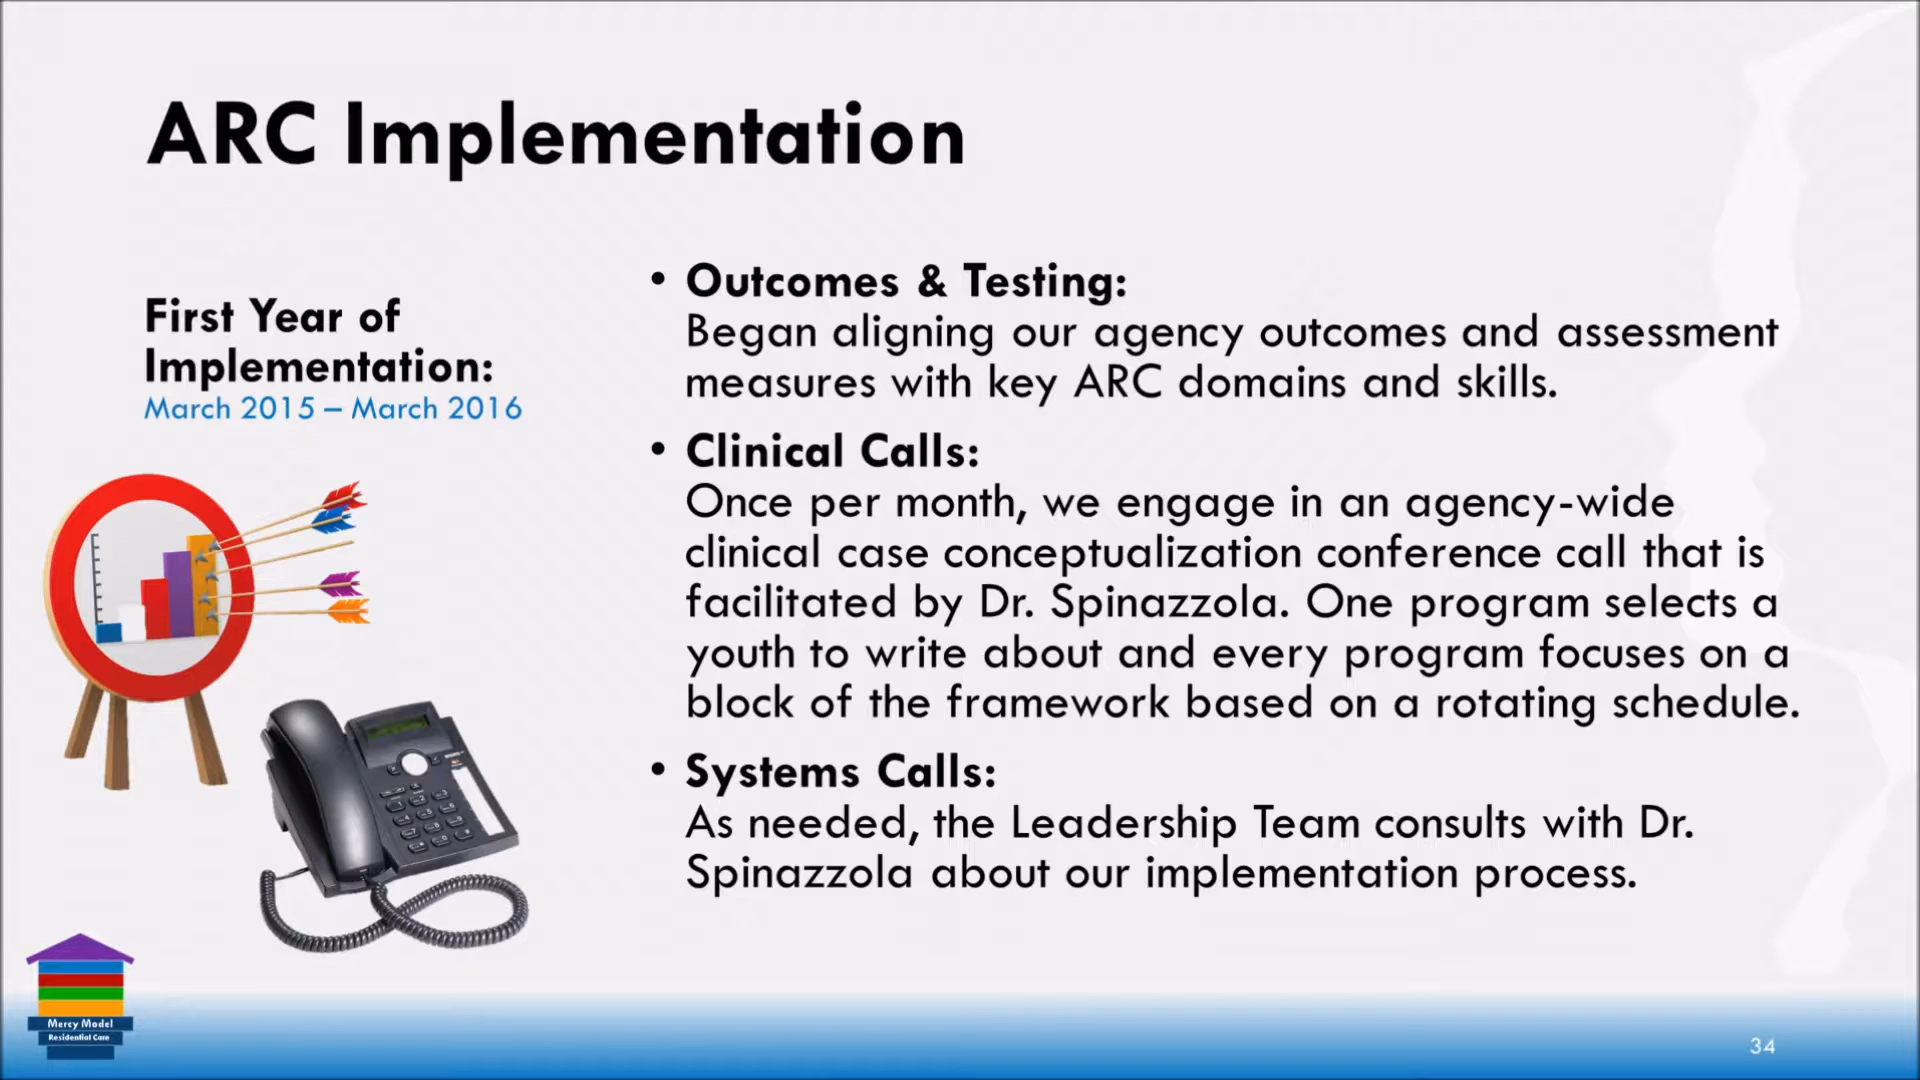 ARC Implementation
First Year of
Implementation:
March 2015 – March 2016
• Outcomes & Testing:
Began aligning our agency outcomes and assessment
measures with key ARC domains and skills.
• Clinical Calls:
Once per month, we engage in an agency-wide
clinical case conceptualization conference call that is
facilitated by Dr. Spinazzola. One program selects a
youth to write about and every program focuses on a
block of the framework based on a rotating schedule.
• Systems Calls:
As needed, the Leadership Team consults with Dr.
Spinazzola about our implementation process.
Mercy Model
Residential Care
34